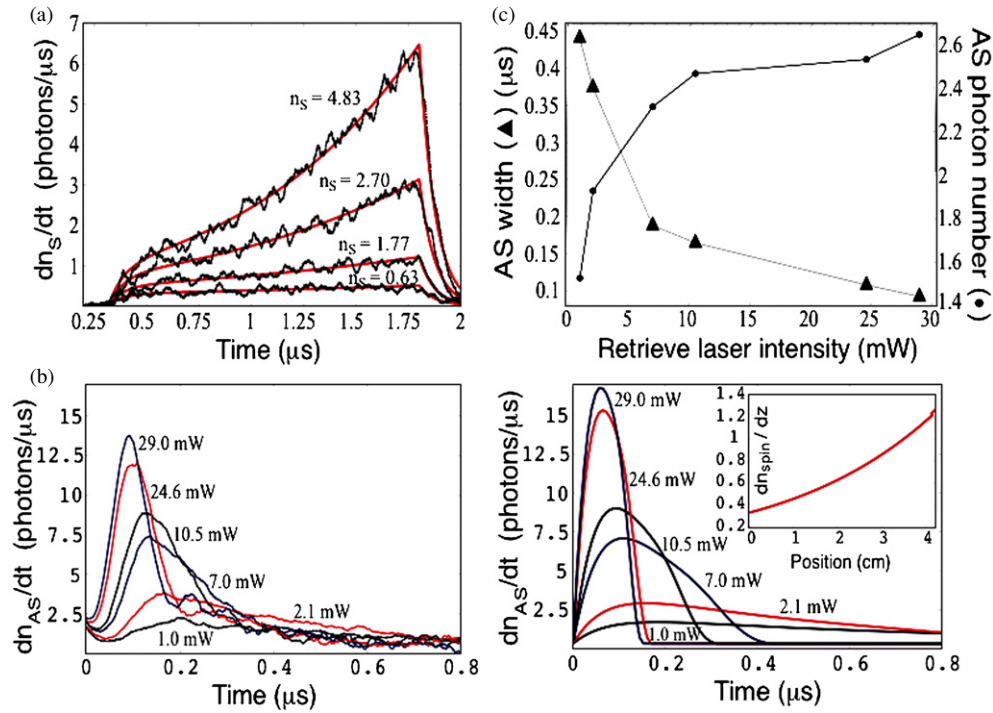 (a)
7
6
5
4
3
2
1
dn_S/dt (photons/µs)
n_S = 4.83
n_S = 2.70
n_S = 1.77
n_S = 0.63
0.25 0.5 0.75 1 1.25 1.5 1.75 2
Time (µs)
(c)
0.45
0.4
0.35
0.3
0.25
0.2
0.15
0.1
AS width (▲) (µs)
2.6
2.4
2.2
2
1.8
1.6
1.4
AS photon number (●)
0 5 10 15 20 25 30
Retrieve laser intensity (mW)
(b)
15
12.5
10
7.5
5
2.5
dn_AS/dt (photons/µs)
29.0 mW
24.6 mW
10.5 mW
7.0 mW
2.1 mW
1.0 mW
0 0.2 0.4 0.6 0.8
Time (µs)
15
12.5
10
7.5
5
2.5
dn_AS/dt (photons/µs)
29.0 mW
24.6 mW
10.5 mW
7.0 mW
2.1 mW
1.0 mW
0 0.2 0.4 0.6 0.8
Time (µs)
1.4
1.2
1
0.8
0.6
0.4
0.2
dn_spin/dz
0 1 2 3 4
Position (cm)